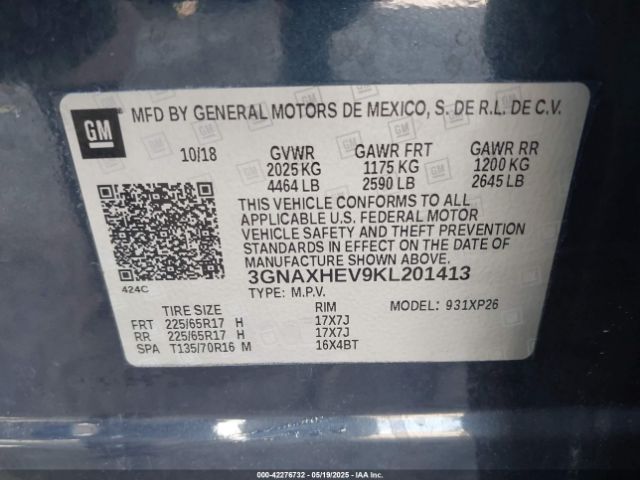 GM
MFD BY GENERAL MOTORS DE MEXICO, S. DE R.L. DE C.V.
10/18 GVWR GAWR FRT GAWR RR
2025 KG 1175 KG 1200 KG
4464 LB 2590 LB 2645 LB
THIS VEHICLE CONFORMS TO ALL
APPLICABLE U.S. FEDERAL MOTOR
VEHICLE SAFETY AND THEFT PREVENTION
STANDARDS IN EFFECT ON THE DATE OF
MANUFACTURE SHOWN ABOVE.
3GNAXHEV9KL201413
424C
TYPE: M.P.V.
TIRE SIZE RIM MODEL: 931XP26
FRT 225/65R17 H 17X7J
RR 225/65R17 H 17X7J
SPA T135/70R16 M 16X4BT
000-42276732 - 05/19/2025 - IAAI.COM